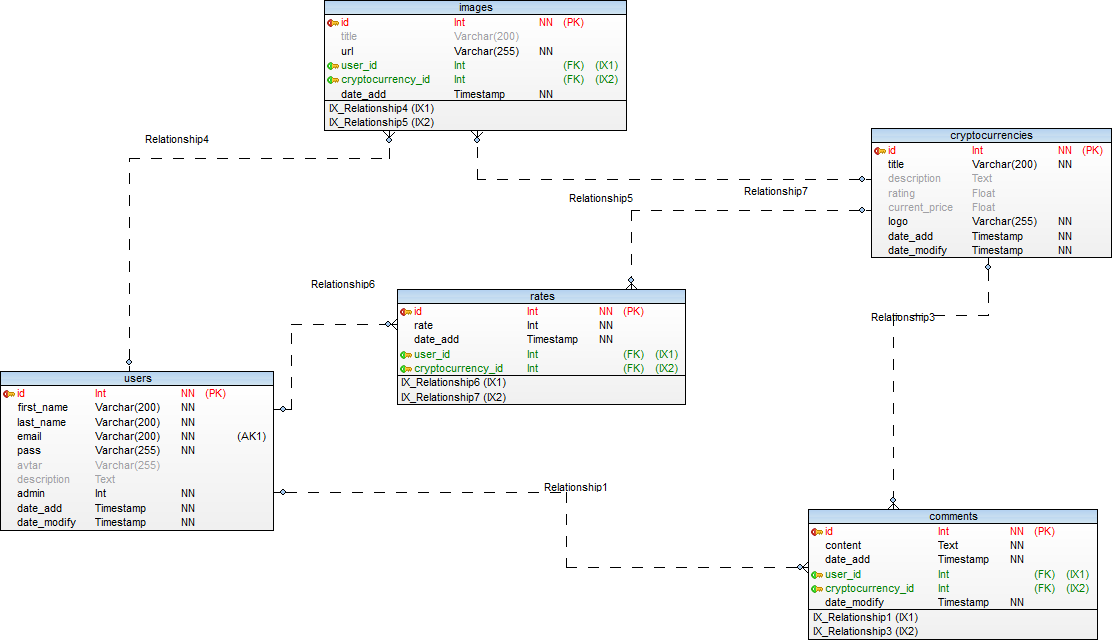 images
id Int NN (PK)
title Varchar(200)
url Varchar(255) NN
user_id Int (FK) (IX1)
cryptocurrency_id Int (FK) (IX2)
date_add Timestamp NN
IX_Relationship4 (IX1)
IX_Relationship5 (IX2)
Relationship4
cryptocurrencies
id Int NN (PK)
title Varchar(200) NN
description Text
rating Float
current_price Float
logo Varchar(255) NN
date_add Timestamp NN
date_modify Timestamp NN
Relationship7
Relationship5
Relationship6
rates
id Int NN (PK)
rate Int NN
date_add Timestamp NN
user_id Int (FK) (IX1)
cryptocurrency_id Int (FK) (IX2)
IX_Relationship6 (IX1)
IX_Relationship7 (IX2)
Relationship3
users
id Int NN (PK)
first_name Varchar(200) NN
last_name Varchar(200) NN
email Varchar(200) NN (AK1)
pass Varchar(255) NN
avtar Varchar(255)
description Text
admin Int NN
date_add Timestamp NN
date_modify Timestamp NN
Relationship1
comments
id Int NN (PK)
content Text NN
date_add Timestamp NN
user_id Int (FK) (IX1)
cryptocurrency_id Int (FK) (IX2)
date_modify Timestamp NN
IX_Relationship1 (IX1)
IX_Relationship3 (IX2)